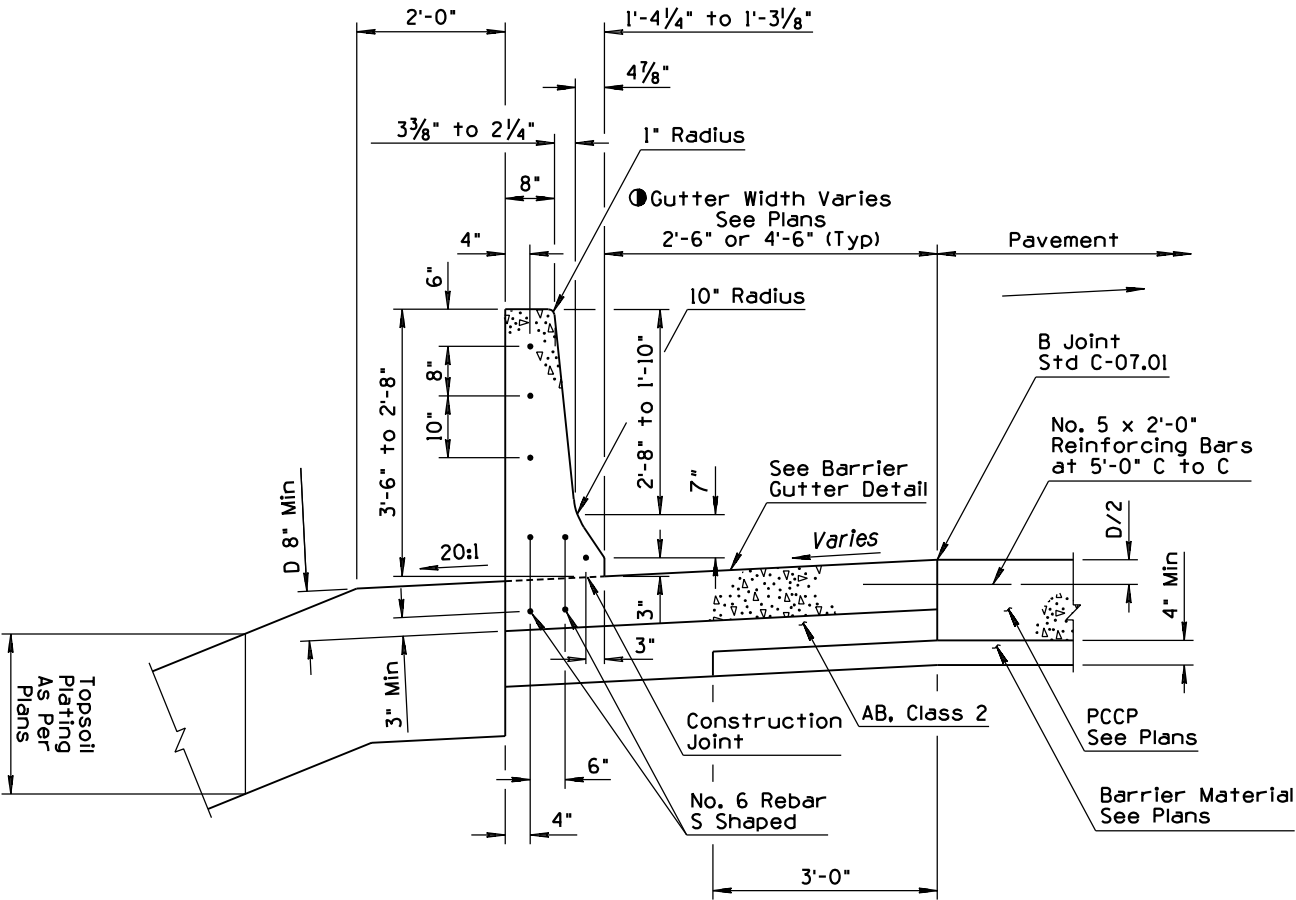 2'-0"
1'-4¼" to 1'-3⅛"
4⅞"
3⅜" to 2¼"
1" Radius
8"
Gutter Width Varies
See Plans
2'-6" or 4'-6" (Typ)
Pavement
4"
6"
10" Radius
B Joint
Std C-07.01
8"
10"
3'-6" to 2'-8"
2'-8" to 1'-10"
7"
No. 5 x 2'-0"
Reinforcing Bars
at 5'-0" C to C
See Barrier
Gutter Detail
D 8" Min
20:1
Varies
D/2
4" Min
3"
3"
3" Min
Topsoil
Plating
As Per
Plans
Construction
Joint
AB, Class 2
PCCP
See Plans
6"
4"
No. 6 Rebar
S Shaped
Barrier Material
See Plans
3'-0"